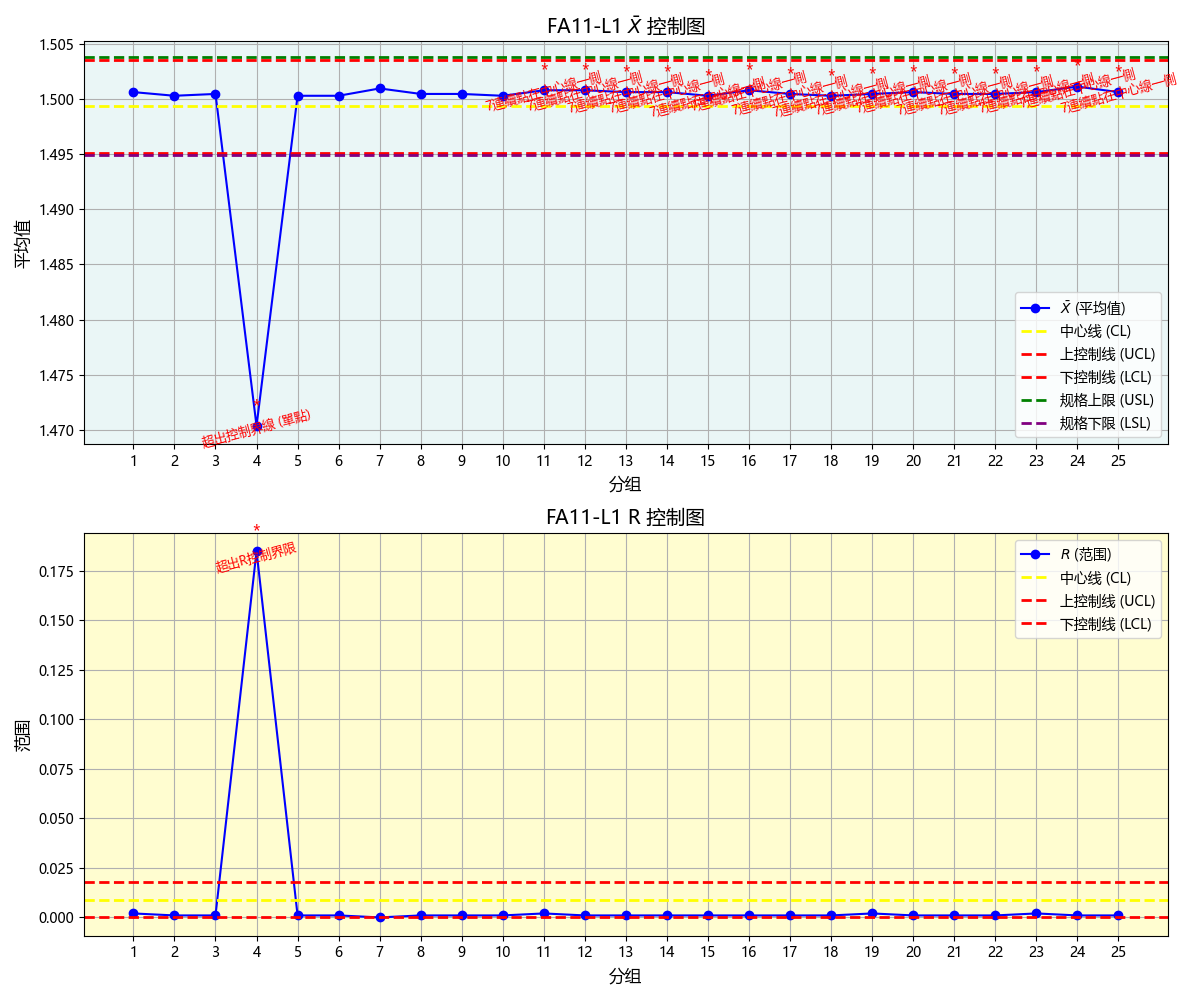 FA11-L1 X̄ 控制图
平均值
1.505
1.500
1.495
1.490
1.485
1.480
1.475
1.470
*
超出控制界線 (單點)
* * * * * * * * * * * * * * *
X̄ (平均值)
中心线 (CL)
上控制线 (UCL)
下控制线 (LCL)
规格上限 (USL)
规格下限 (LSL)
1 2 3 4 5 6 7 8 9 10 11 12 13 14 15 16 17 18 19 20 21 22 23 24 25
分组
FA11-L1 R 控制图
范围
0.175
0.150
0.125
0.100
0.075
0.050
0.025
0.000
*
超出R控制界限
R (范围)
中心线 (CL)
上控制线 (UCL)
下控制线 (LCL)
1 2 3 4 5 6 7 8 9 10 11 12 13 14 15 16 17 18 19 20 21 22 23 24 25
分组